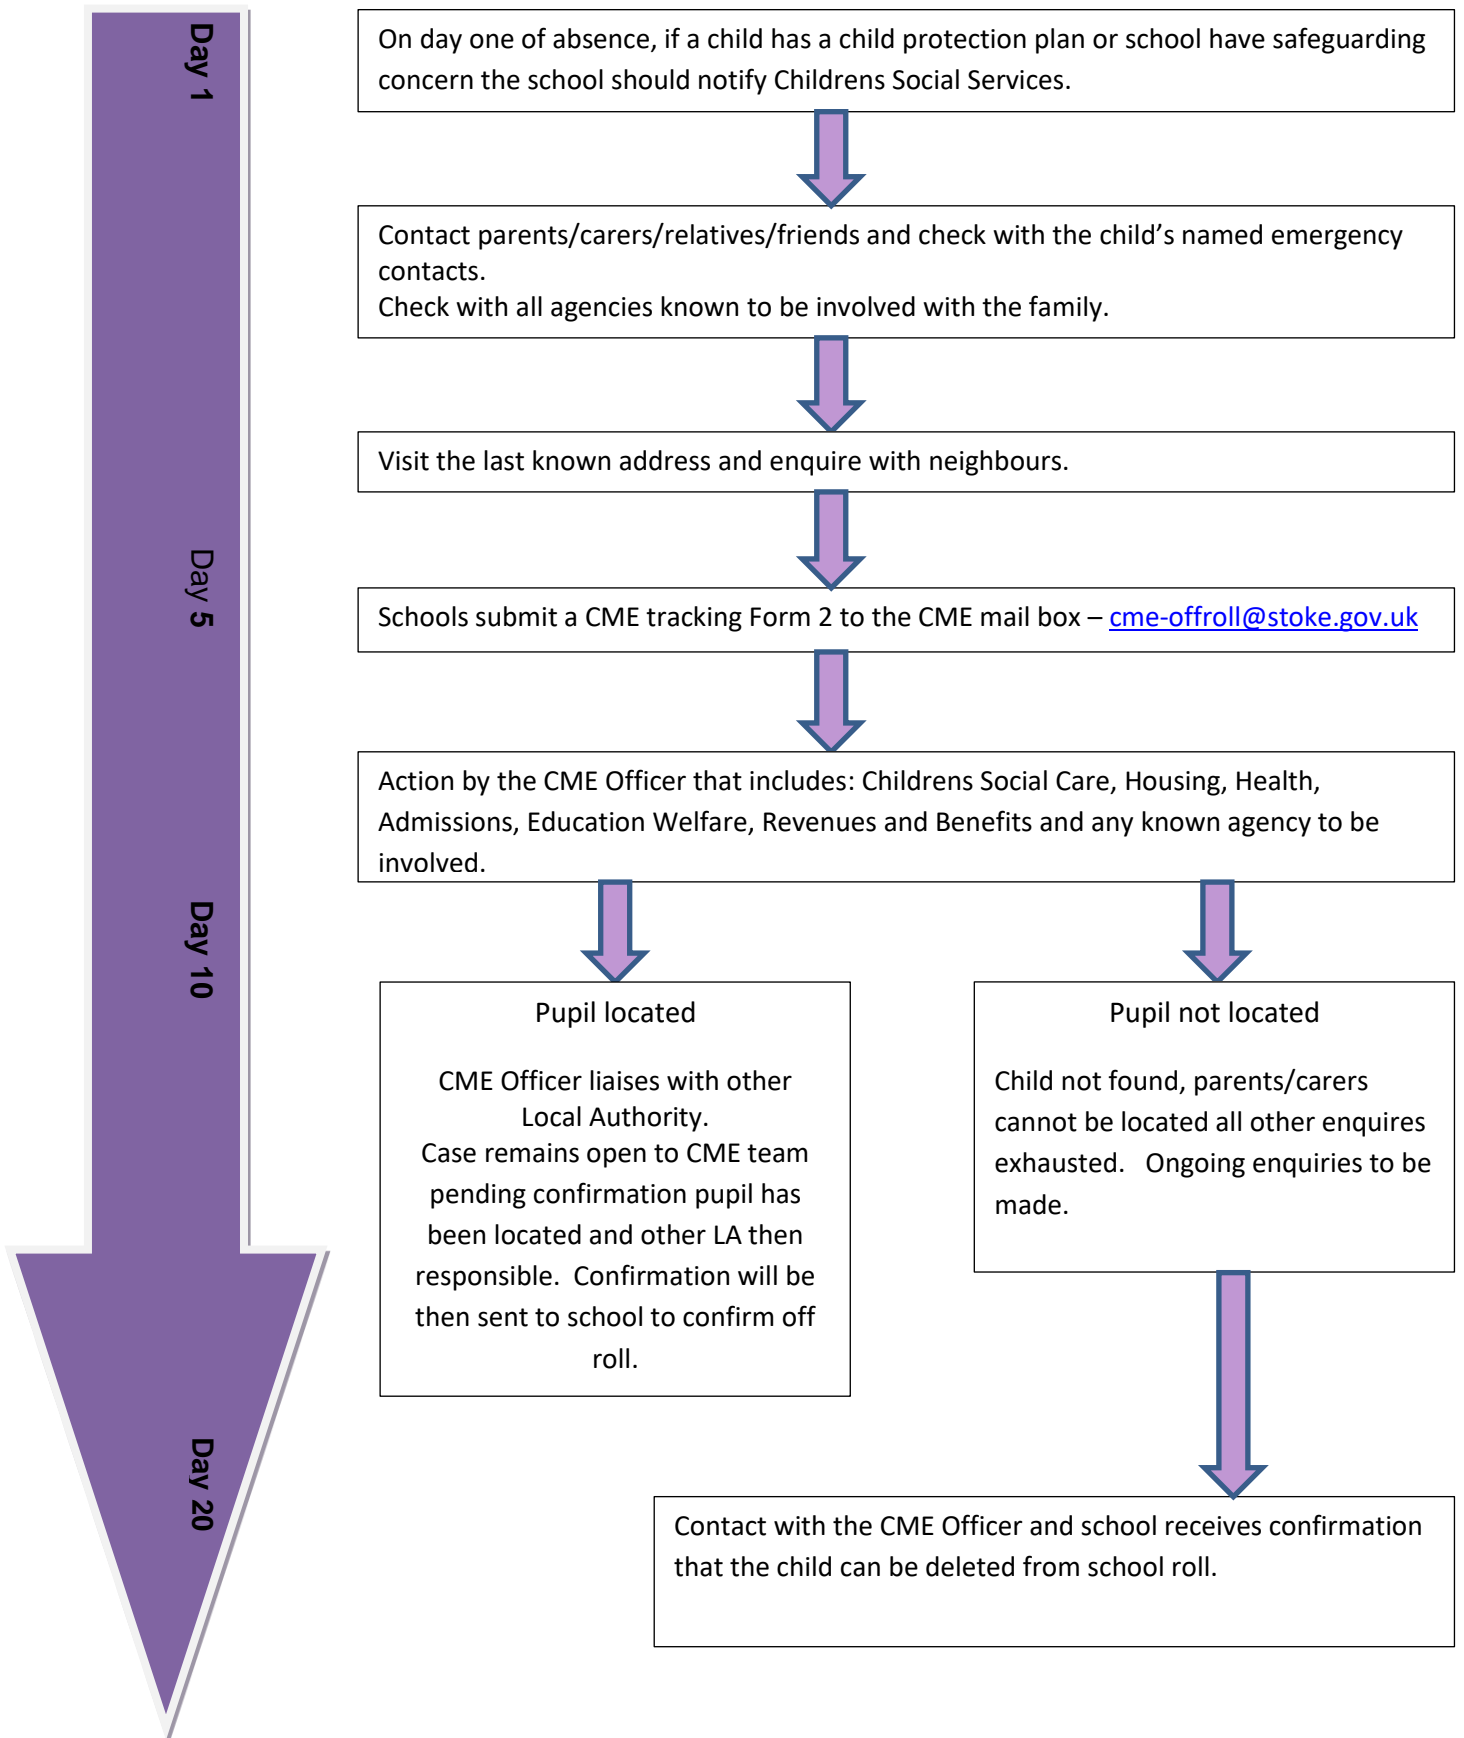 Day 1
On day one of absence, if a child has a child protection plan or school have safeguarding
concern the school should notify Childrens Social Services.
Contact parents/carers/relatives/friends and check with the child’s named emergency
contacts.
Check with all agencies known to be involved with the family.
Visit the last known address and enquire with neighbours.
Day 5
Schools submit a CME tracking Form 2 to the CME mail box – cme-offroll@stoke.gov.uk
Action by the CME Officer that includes: Childrens Social Care, Housing, Health,
Admissions, Education Welfare, Revenues and Benefits and any known agency to be
involved.
Day 10
Pupil located
CME Officer liaises with other
Local Authority.
Case remains open to CME team
pending confirmation pupil has
been located and other LA then
responsible.  Confirmation will be
then sent to school to confirm off
roll.
Pupil not located
Child not found, parents/carers
cannot be located all other enquires
exhausted.   Ongoing enquiries to be
made.
Day 20
Contact with the CME Officer and school receives confirmation
that the child can be deleted from school roll.